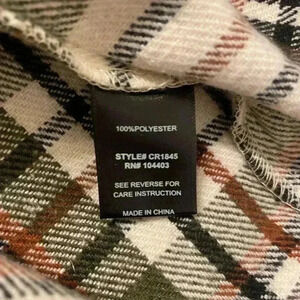 100%POLYESTER
STYLE# CR1845
RN# 104403
SEE REVERSE FOR
CARE INSTRUCTION
MADE IN CHINA